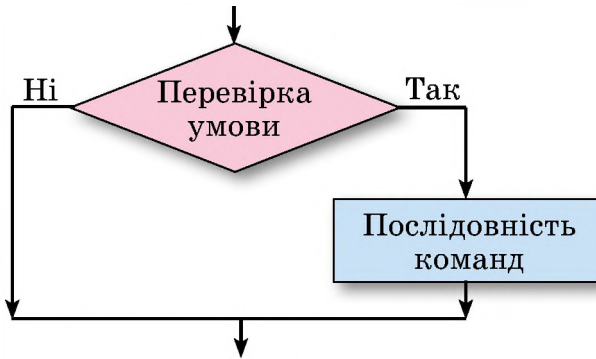 Ні
Так
Перевірка
умови
Послідовність
команд